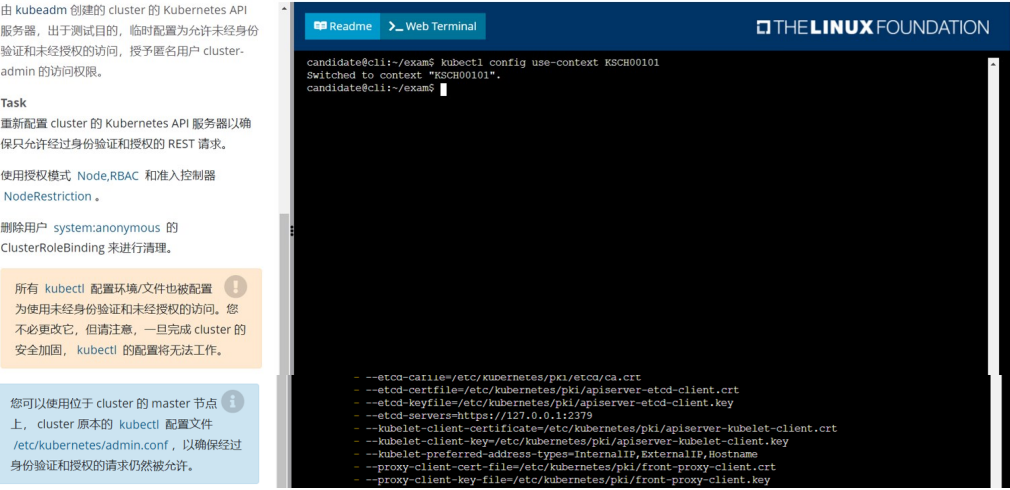 由 kubeadm 创建的 cluster 的 Kubernetes API
服务器，出于测试目的，临时配置为允许未经身份
验证和未经授权的访问，授予匿名用户 cluster-
admin 的访问权限。
Task
重新配置 cluster 的 Kubernetes API 服务器以确
保只允许经过身份验证和授权的 REST 请求。
使用授权模式 Node,RBAC 和准入控制器
NodeRestriction 。
删除用户 system:anonymous 的
ClusterRoleBinding 来进行清理。
所有 kubectl 配置环境/文件也被配置
为使用未经身份验证和未经授权的访问。您
不必更改它，但请注意，一旦完成 cluster 的
安全加固， kubectl 的配置将无法工作。
您可以使用位于 cluster 的 master 节点
上， cluster 原本的 kubectl 配置文件
/etc/kubernetes/admin.conf ，以确保经过
身份验证和授权的请求仍然被允许。
Readme >_ Web Terminal
THE LINUX FOUNDATION
candidate@cli:~/exam$ kubectl config use-context KSCH00101
Switched to context "KSCH00101".
candidate@cli:~/exam$
- --etcd-cafile=/etc/kubernetes/pki/etcd/ca.crt
- --etcd-certfile=/etc/kubernetes/pki/apiserver-etcd-client.crt
- --etcd-keyfile=/etc/kubernetes/pki/apiserver-etcd-client.key
- --etcd-servers=https://127.0.0.1:2379
- --kubelet-client-certificate=/etc/kubernetes/pki/apiserver-kubelet-client.crt
- --kubelet-client-key=/etc/kubernetes/pki/apiserver-kubelet-client.key
- --kubelet-preferred-address-types=InternalIP,ExternalIP,Hostname
- --proxy-client-cert-file=/etc/kubernetes/pki/front-proxy-client.crt
- --proxy-client-key-file=/etc/kubernetes/pki/front-proxy-client.key